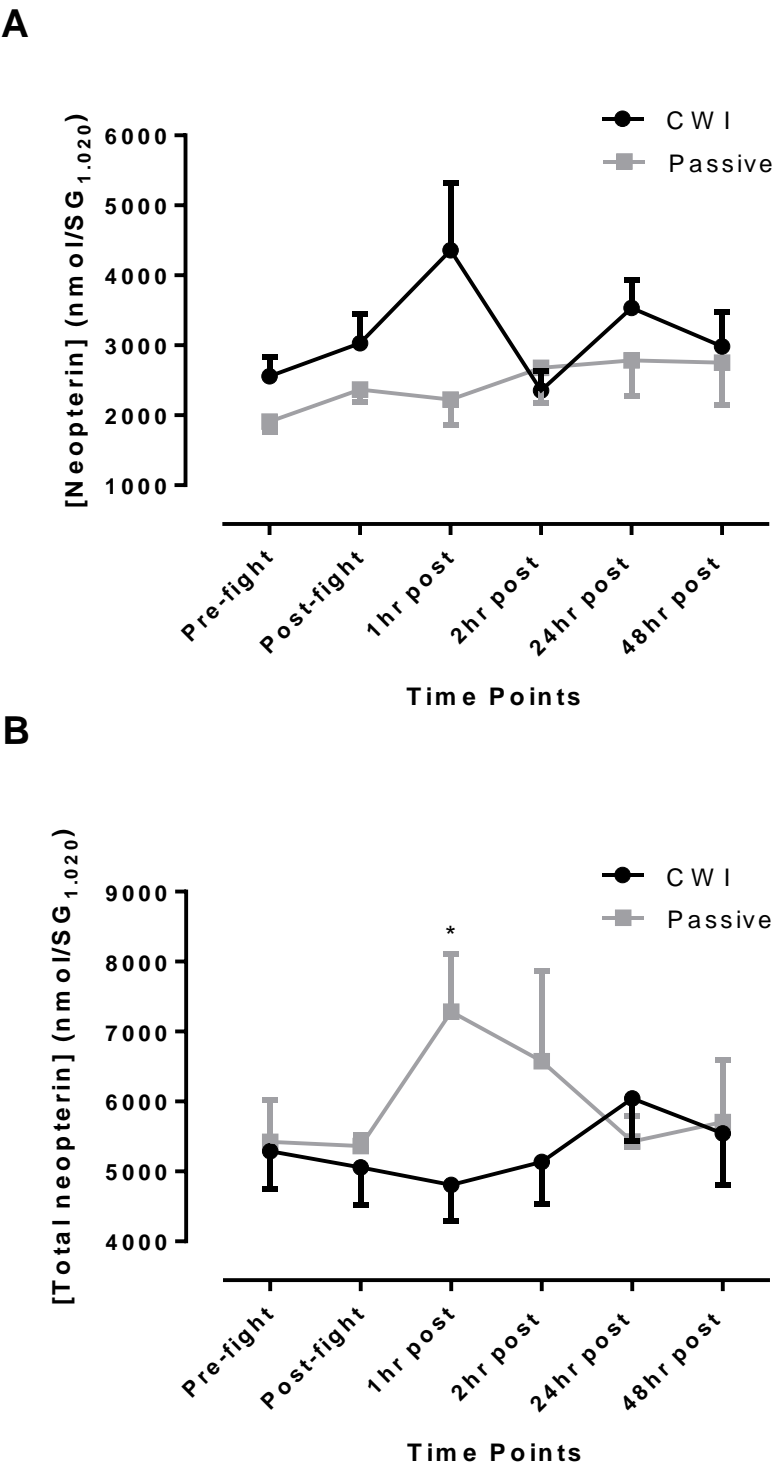 A
CWI
Passive
[Neopterin] (nmol/SG1.020)
6000
5000
4000
3000
2000
1000
Pre-fight
Post-fight
1hr post
2hr post
24hr post
48hr post
Time Points
B
CWI
Passive
[Total neopterin] (nmol/SG1.020)
9000
8000
7000
6000
5000
4000
*
Pre-fight
Post-fight
1hr post
2hr post
24hr post
48hr post
Time Points